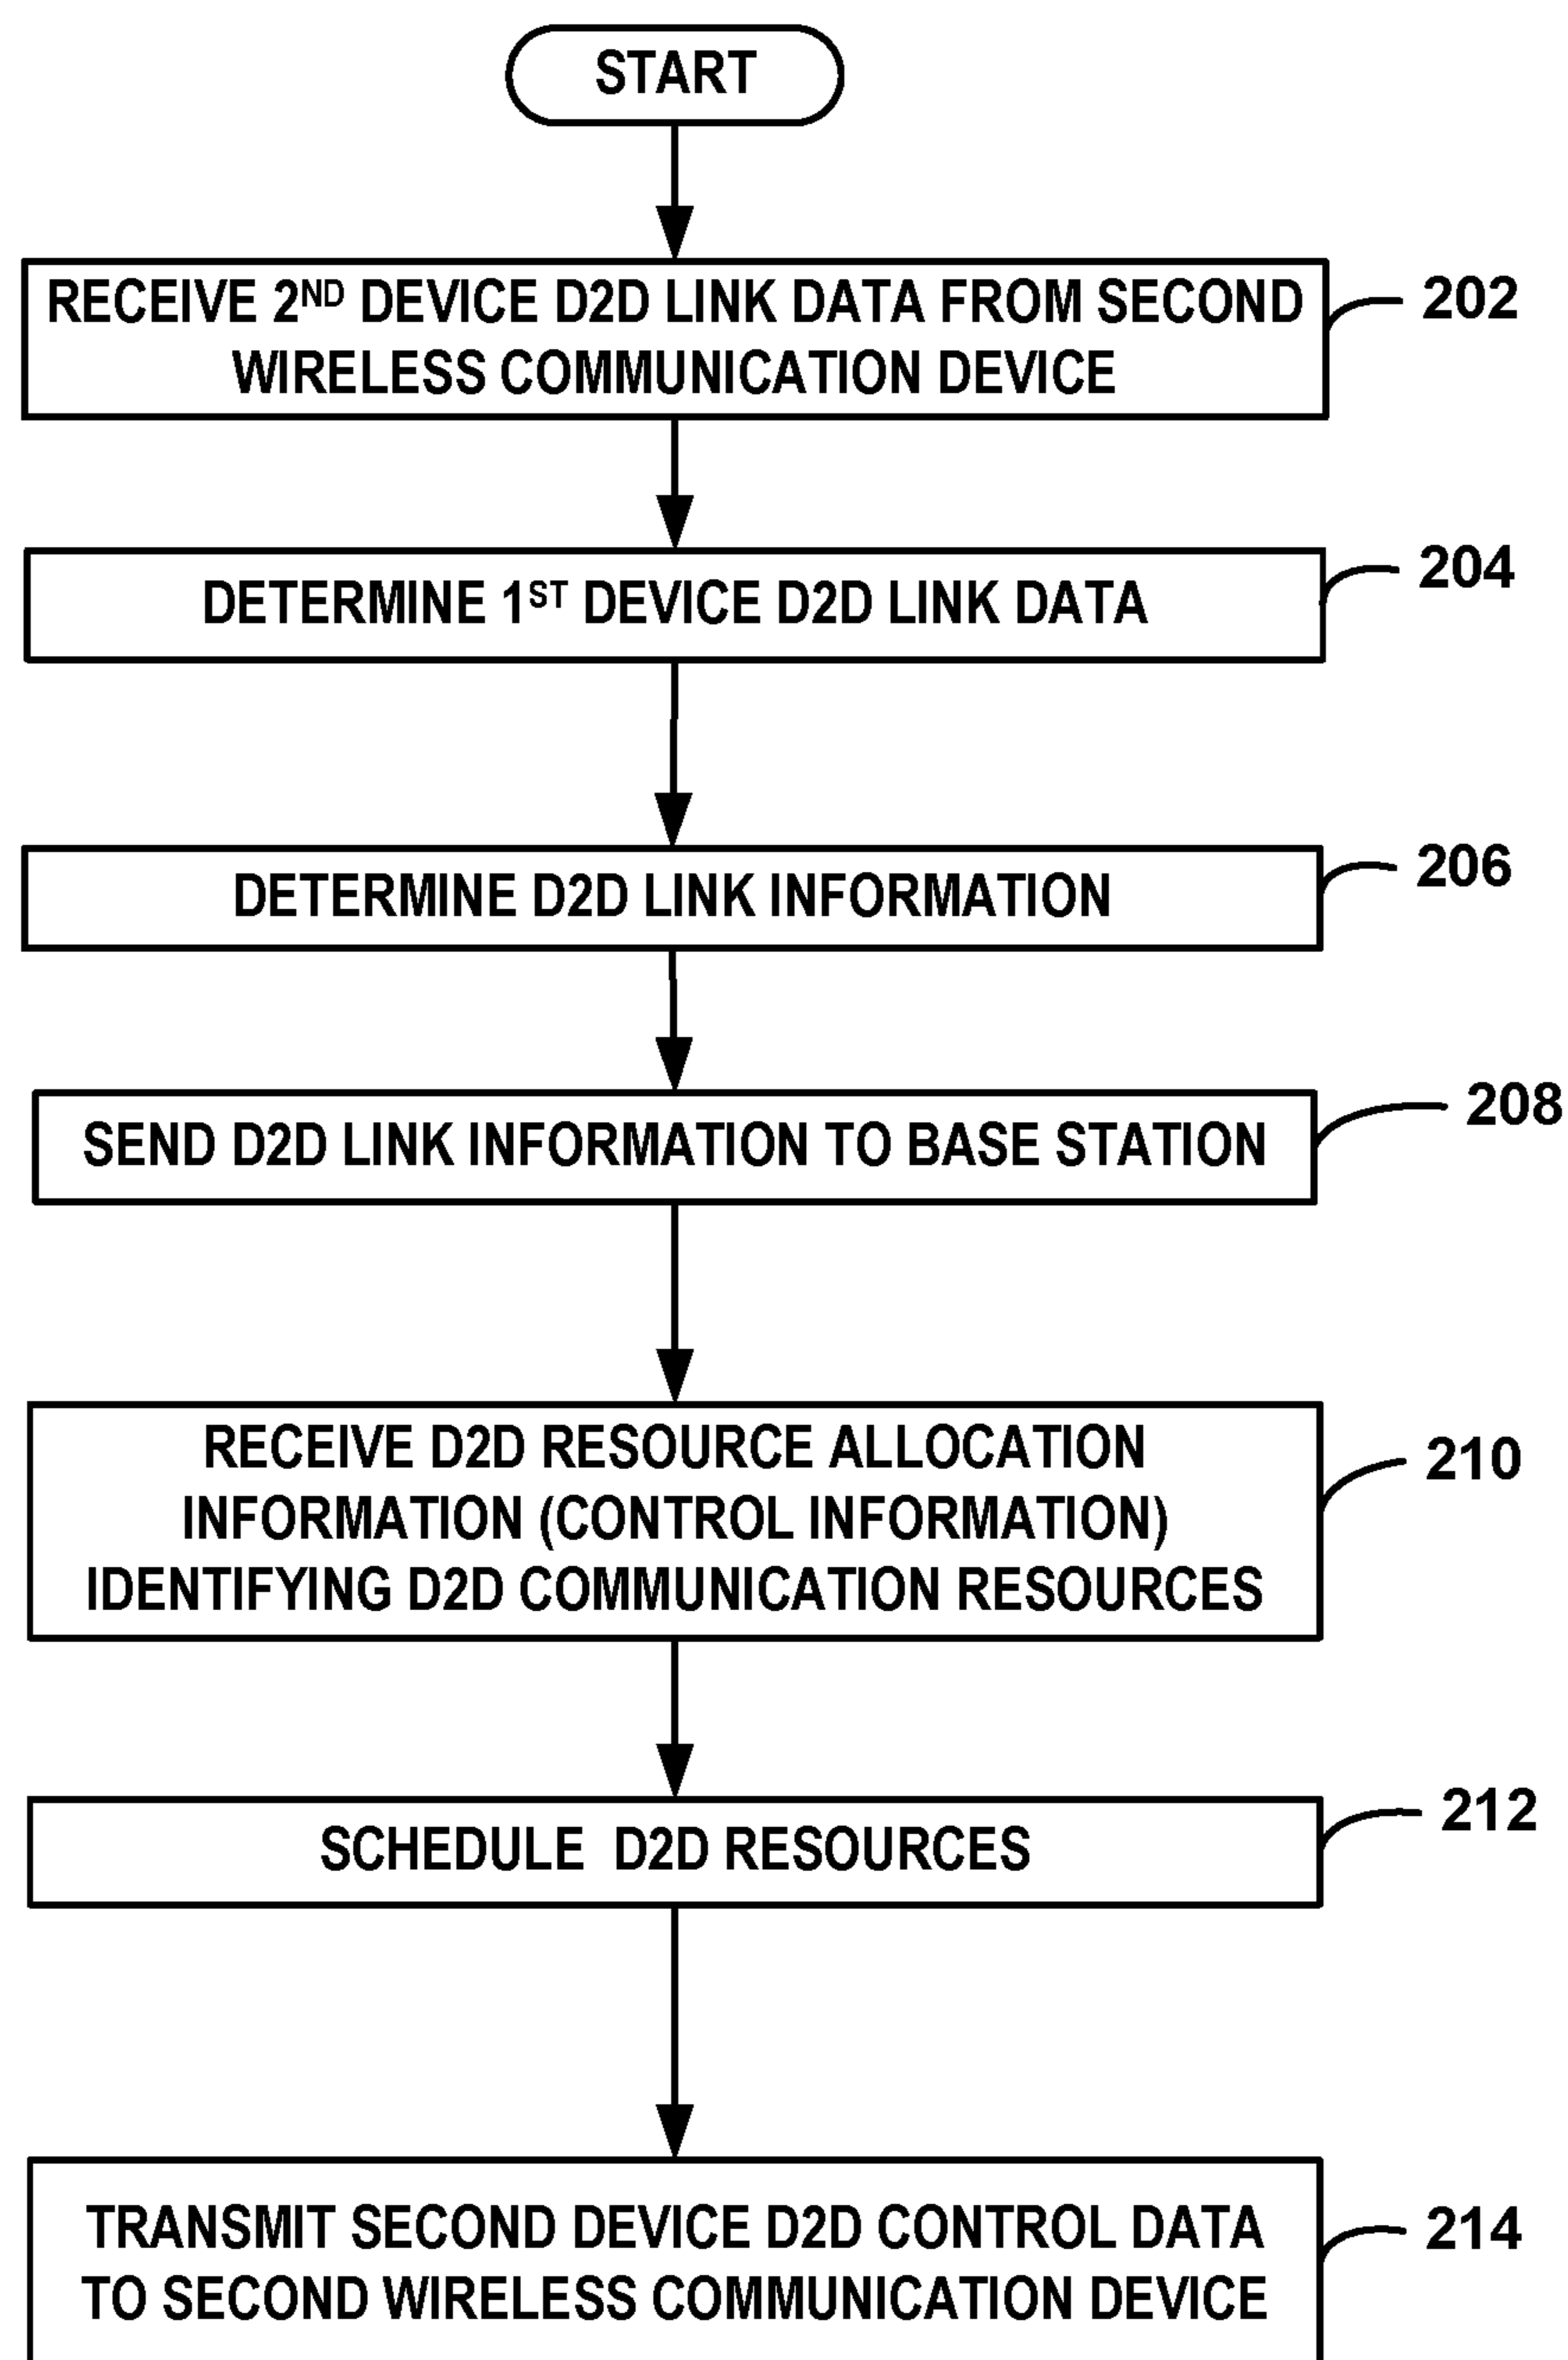 START
RECEIVE 2ND DEVICE D2D LINK DATA FROM SECOND
WIRELESS COMMUNICATION DEVICE
202
DETERMINE 1ST DEVICE D2D LINK DATA
204
DETERMINE D2D LINK INFORMATION
206
SEND D2D LINK INFORMATION TO BASE STATION
208
RECEIVE D2D RESOURCE ALLOCATION
INFORMATION (CONTROL INFORMATION)
IDENTIFYING D2D COMMUNICATION RESOURCES
210
SCHEDULE D2D RESOURCES
212
TRANSMIT SECOND DEVICE D2D CONTROL DATA
TO SECOND WIRELESS COMMUNICATION DEVICE
214